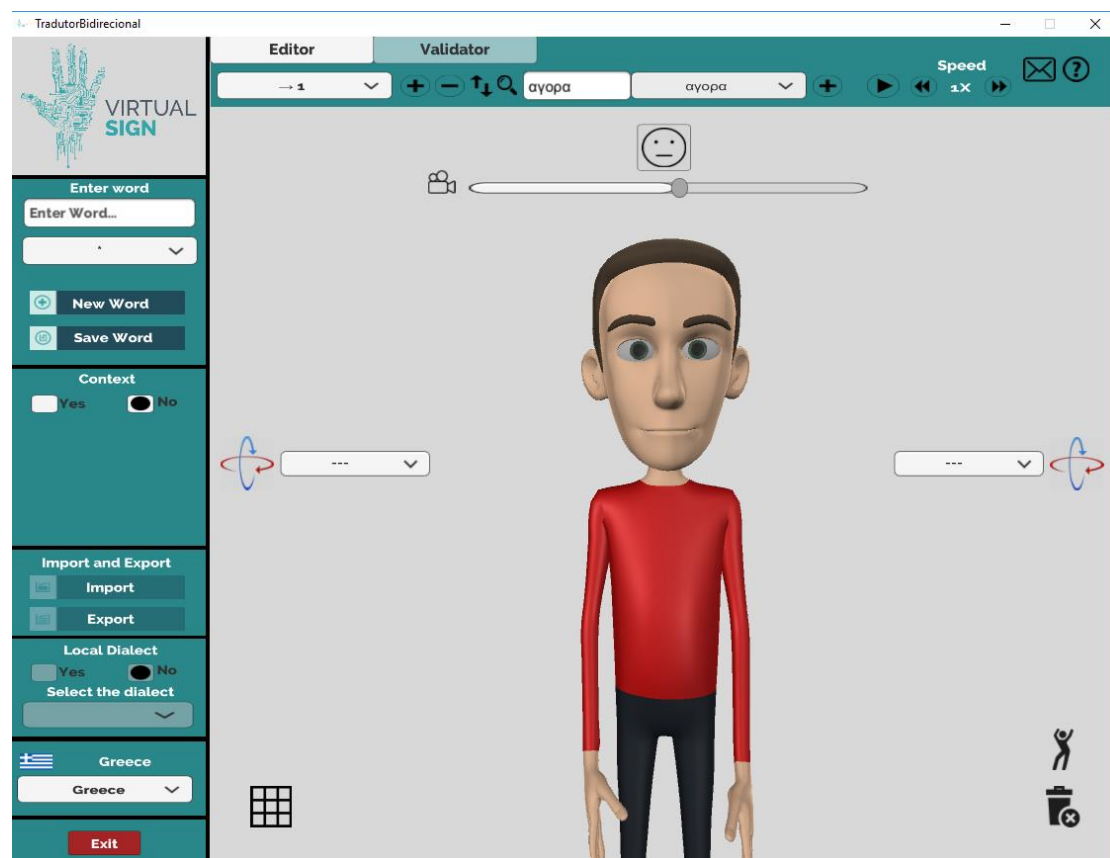 TradutorBidirecional
VIRTUAL
SIGN
Editor
Validator
→ 1
αγορα
αγορα
Speed
1X
Enter word
Enter Word...
*
New Word
Save Word
Context
Yes
No
---
---
Import and Export
Import
Export
Local Dialect
Yes
No
Select the dialect
Greece
Greece
Exit